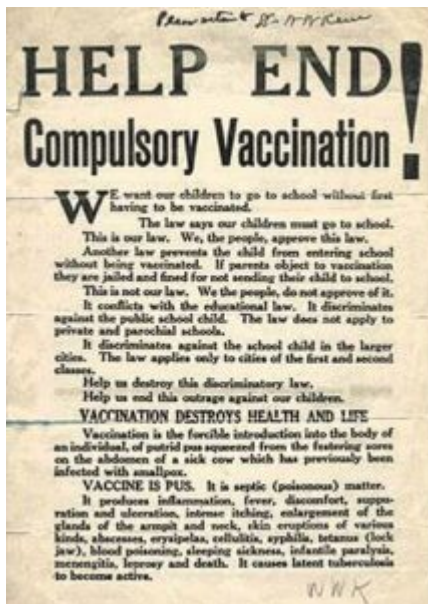 Presented to Dr. W W Keen
HELP END!
Compulsory Vaccination
WE want our children to go to school without first
having to be vaccinated.
The law says our children must go to school.
This is our law. We, the people, approve this law.
Another law prevents the child from entering school
without being vaccinated. If parents object to vaccination
they are jailed and fined for not sending their child to school.
This is not our law. We the people, do not approve of it.
It conflicts with the educational law. It discriminates
against the public school child. The law does not apply to
private and parochial schools.
It discriminates against the school child in the larger
cities. The law applies only to cities of the first and second
classes.
Help us destroy this discriminatory law.
Help us end this outrage against our children.
VACCINATION DESTROYS HEALTH AND LIFE
Vaccination is the forcible introduction into the body of
an individual, of putrid pus squeezed from the festering sores
on the abdomen of a sick cow which has previously been
infected with smallpox.
VACCINE IS PUS. It is septic (poisonous) matter.
It produces inflammation, fever, discomfort, suppu-
ration and ulceration, intense itching, enlargement of the
glands of the armpit and neck, skin eruptions of various
kinds, abscesses, erysipelas, cellulitis, syphilis, tetanus (lock
jaw), blood poisoning, sleeping sickness, infantile paralysis,
menengitis, leprosy and death. It causes latent tuberculosis
to become active.
WWK